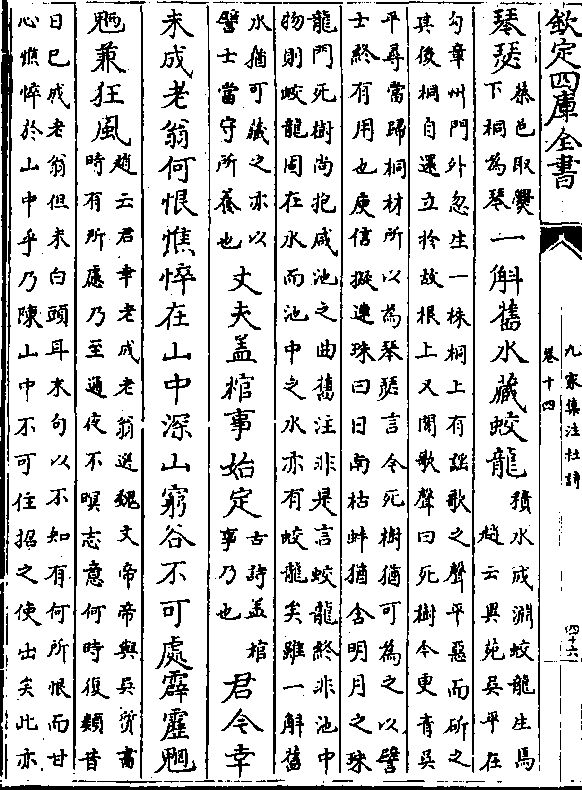 欽定四庫全書
九家集注杜詩
卷十四
四十六
琴瑟 蔡邕取爨下桐為琴 一斛舊水藏蛟龍 積水成淵蛟龍生焉趙云異苑吳平在
句章州門外忽生一株桐上有謡歌之聲平惡而斫之
其後桐自還立於故根上又聞歌聲曰死樹今更青吳
平尋當歸桐材所以為琴瑟言今死樹猶可為之以譬
士終有用也庾信擬連珠曰日南枯蚌猶含明月之珠
龍門死樹尚抱咸池之曲舊注非是言蛟龍終非池中
物則蛟龍固在水而池中之水亦有蛟龍矣雖一斛舊
水猶可藏之亦以譬士當守所養也 丈夫蓋棺事始定 古詩蓋棺事乃也 君今幸
未成老翁何恨憔悴在山中深山窮谷不可處霹靂魍
魎兼狂風 趙云君幸老成老翁魏文帝帝與吳質書時有所慮乃至通夜不暝志意何時復類昔
日已成老翁但未白頭耳末句以不知有何所恨而甘
心憔悴於山中乎乃陳山中不可住招之使出矣此亦